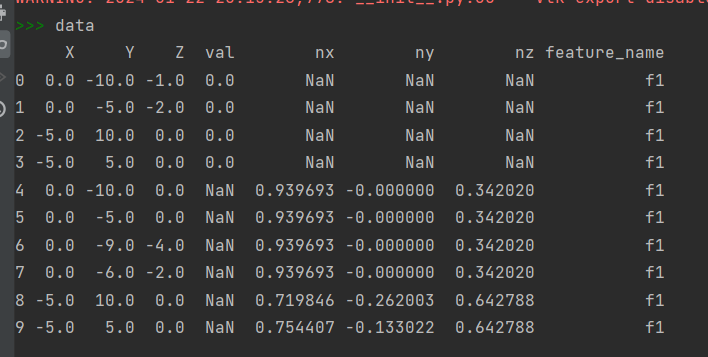 >>> data
X Y Z val nx ny nz feature_name
0 0.0 -10.0 -1.0 0.0 NaN NaN NaN f1
1 0.0 -5.0 -2.0 0.0 NaN NaN NaN f1
2 -5.0 10.0 0.0 0.0 NaN NaN NaN f1
3 -5.0 5.0 0.0 0.0 NaN NaN NaN f1
4 0.0 -10.0 0.0 NaN 0.939693 -0.000000 0.342020 f1
5 0.0 -5.0 0.0 NaN 0.939693 -0.000000 0.342020 f1
6 0.0 -9.0 -4.0 NaN 0.939693 -0.000000 0.342020 f1
7 0.0 -6.0 -2.0 NaN 0.939693 -0.000000 0.342020 f1
8 -5.0 10.0 0.0 NaN 0.719846 -0.262003 0.642788 f1
9 -5.0 5.0 0.0 NaN 0.754407 -0.133022 0.642788 f1